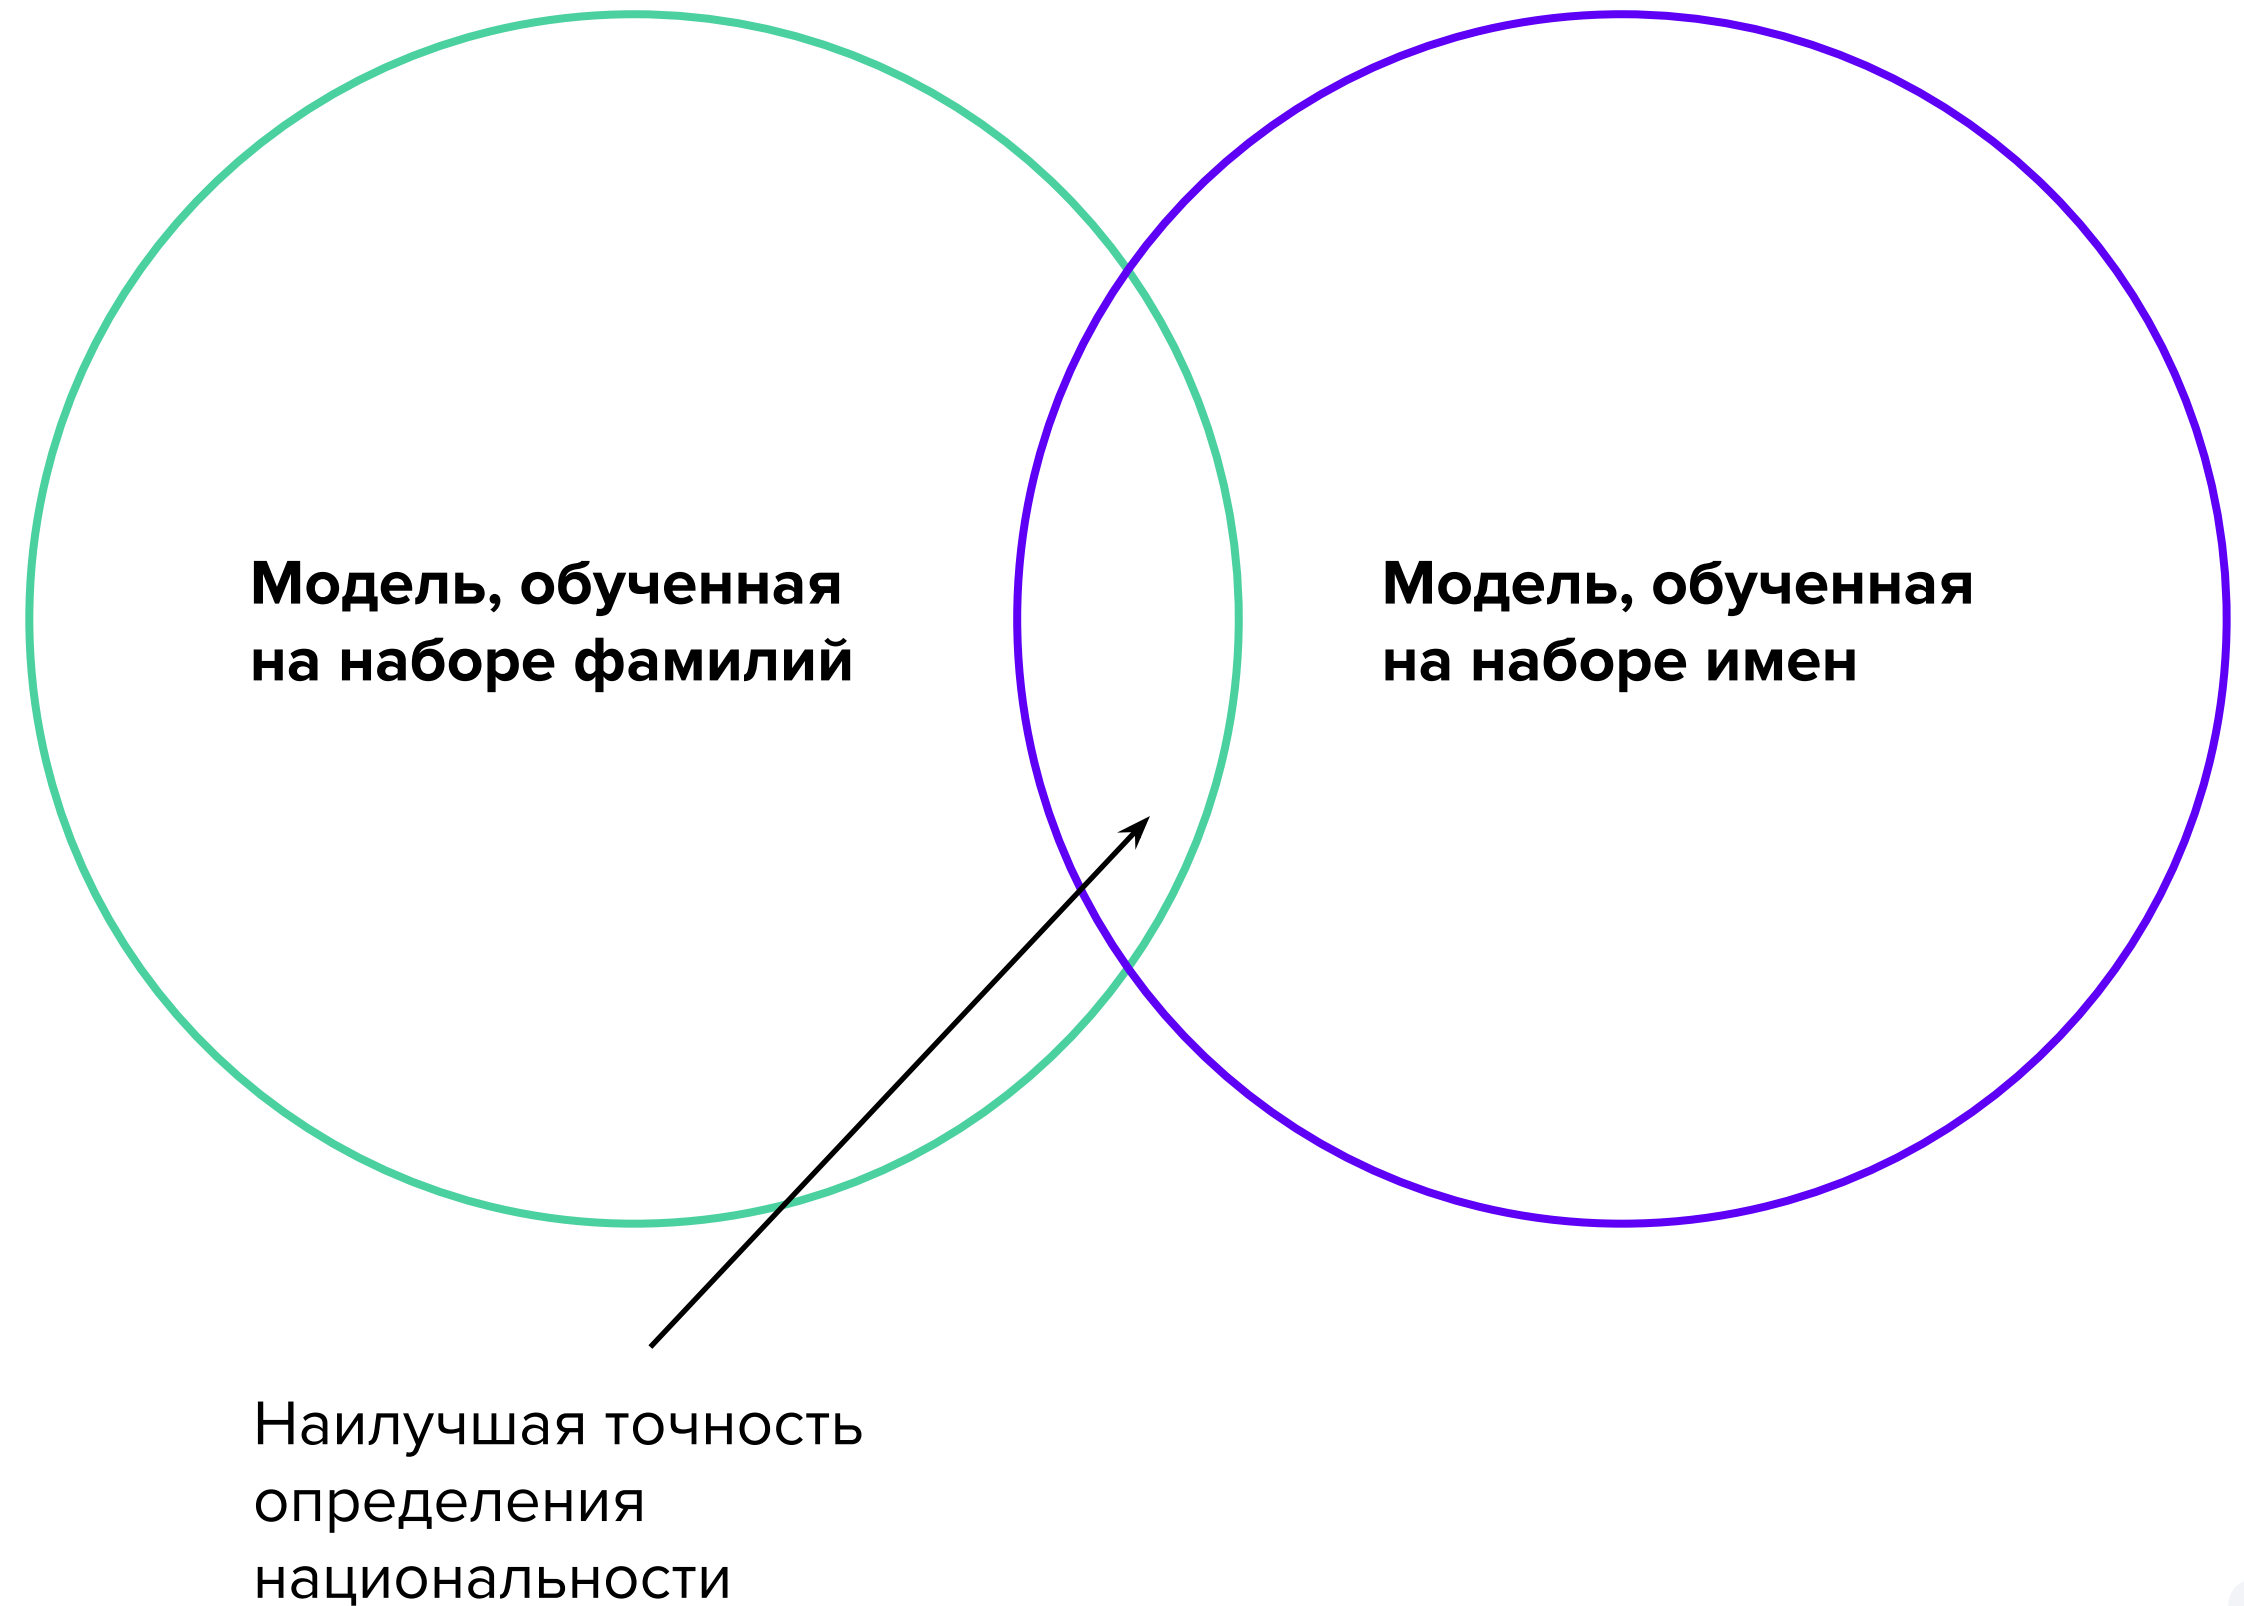 Модель, обученная
на наборе фамилий
Модель, обученная
на наборе имен
Наилучшая точность
определения
национальности